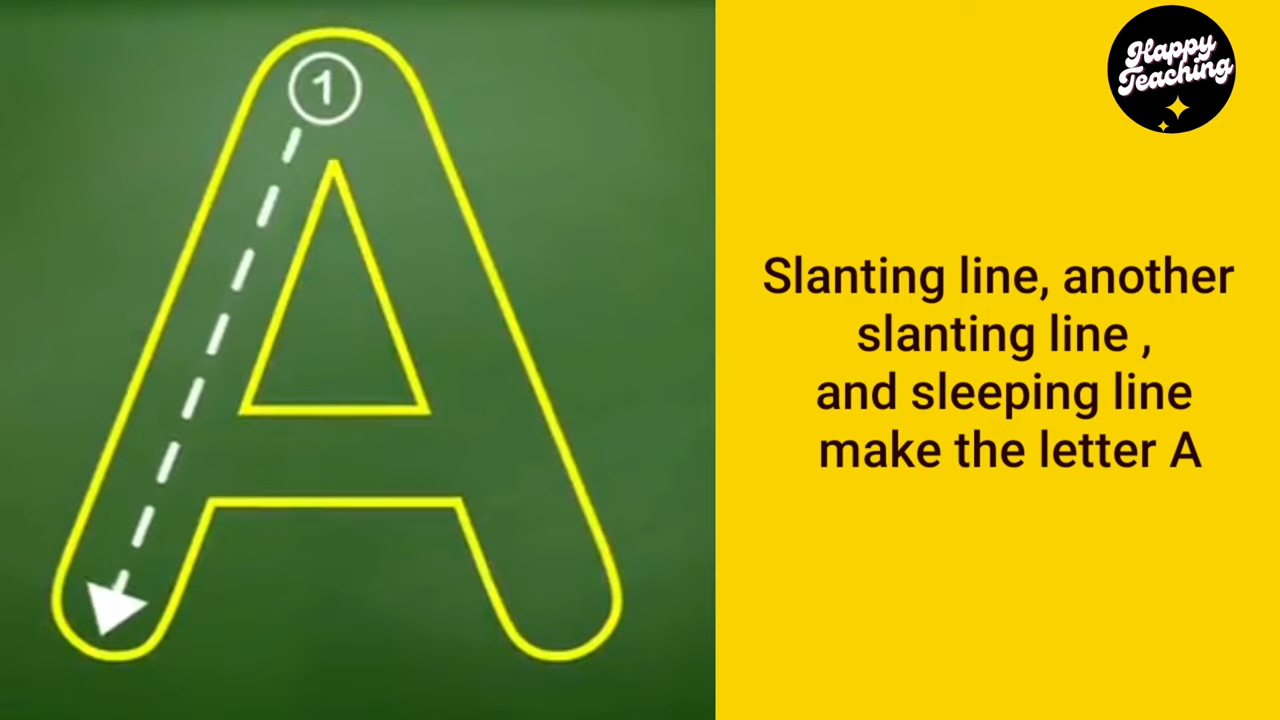 1
Happy
Teaching
Slanting line, another
slanting line ,
and sleeping line
make the letter A